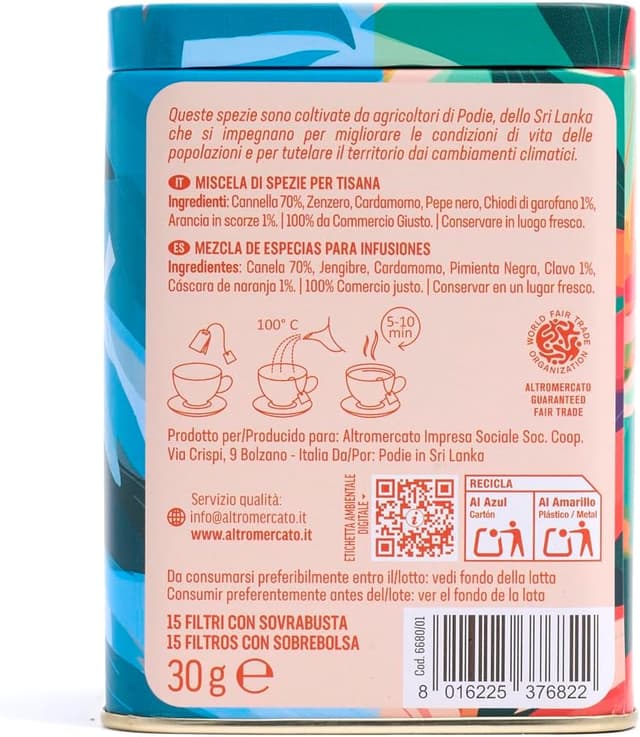 Queste spezie sono coltivate da agricoltori di Podie, dello Sri Lanka
che si impegnano per migliorare le condizioni di vita delle
popolazioni e per tutelare il territorio dai cambiamenti climatici.
IT MISCELA DI SPEZIE PER TISANA
Ingredienti: Cannella 70%, Zenzero, Cardamomo, Pepe nero, Chiodi di garofano 1%,
Arancia in scorze 1%. | 100% da Commercio Giusto. | Conservare in luogo fresco.
ES MEZCLA DE ESPECIAS PARA INFUSIONES
Ingredientes: Canela 70%, Jengibre, Cardamomo, Pimienta Negra, Clavo 1%,
Cáscara de naranja 1%. | 100% Comercio justo. | Conservar en un lugar fresco.
100° C
5-10
min
WORLD FAIR TRADE
ORGANIZATION
ALTROMERCATO
GUARANTEED
FAIR TRADE
Prodotto per/Producido para: Altromercato Impresa Sociale Soc. Coop.
Via Crispi, 9 Bolzano - Italia Da/Por: Podie in Sri Lanka
Servizio qualità:
info@altromercato.it
www.altromercato.it
ETICHETTA AMBIENTALE
DIGITALE
RECICLA
Al Azul
Cartón
Al Amarillo
Plástico / Metal
Da consumarsi preferibilmente entro il/lotto: vedi fondo della latta
Consumir preferentemente antes del/lote: ver el fondo de la lata
15 FILTRI CON SOVRABUSTA
15 FILTROS CON SOBREBOLSA
30 g e
Cod. 6680/01
8 016225 376822